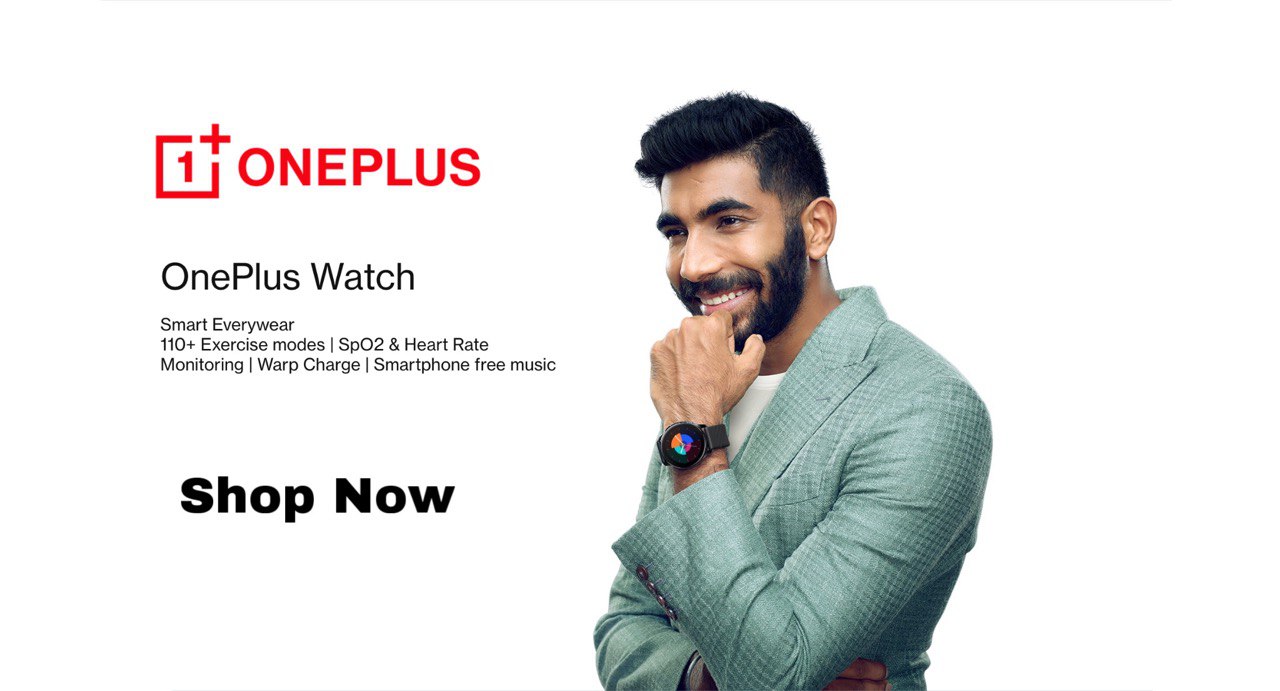 1+ ONEPLUS
OnePlus Watch
Smart Everywear
110+ Exercise modes | SpO2 & Heart Rate
Monitoring | Warp Charge | Smartphone free music
Shop Now